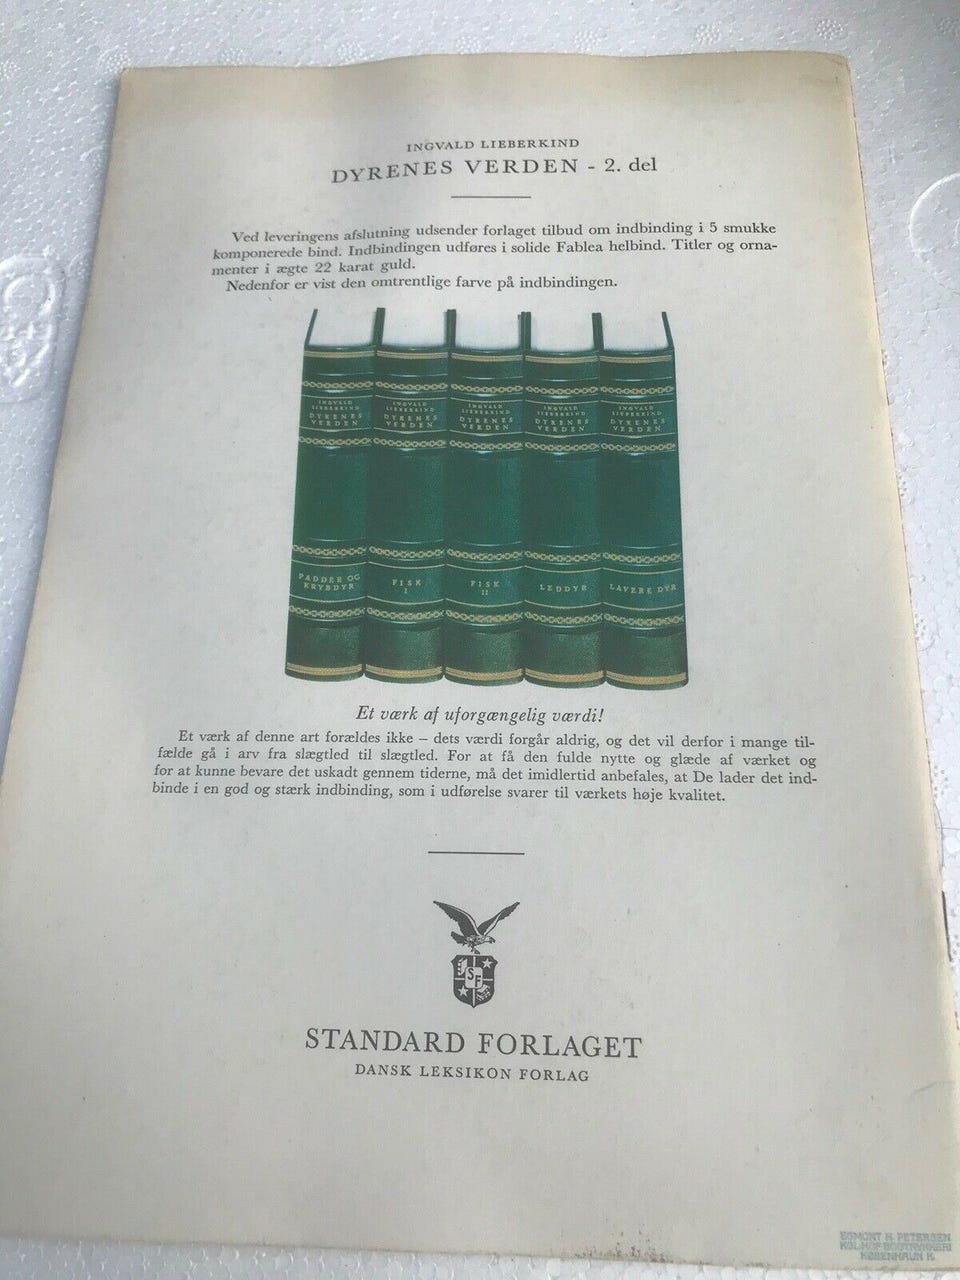 INGVALD LIEBERKIND
DYRENES VERDEN - 2. del
Ved leveringens afslutning udsender forlaget tilbud om indbinding i 5 smukke
komponerede bind. Indbindingen udføres i solide Fablea helbind. Titler og orna-
menter i ægte 22 karat guld.
Nedenfor er vist den omtrentlige farve på indbindingen.
INGVALD
LIEBERKIND
DYRENES
VERDEN
INGVALD
LIEBERKIND
DYRENES
VERDEN
INGVALD
LIEBERKIND
DYRENES
VERDEN
INGVALD
LIEBERKIND
DYRENES
VERDEN
INGVALD
LIEBERKIND
DYRENES
VERDEN
PADDER OG
KRYBDYR
FISK
I
FISK
II
LEDDYR
LAVERE DYR
Et værk af uforgængelig værdi!
Et værk af denne art forældes ikke – dets værdi forgår aldrig, og det vil derfor i mange til-
fælde gå i arv fra slægtled til slægtled. For at få den fulde nytte og glæde af værket og
for at kunne bevare det uskadt gennem tiderne, må det imidlertid anbefales, at De lader det ind-
binde i en god og stærk indbinding, som i udførelse svarer til værkets høje kvalitet.
SF
STANDARD FORLAGET
DANSK LEKSIKON FORLAG
EGMONT H. PETERSEN
KGL. HOF-BOGTRYKKERI
KØBENHAVN K.